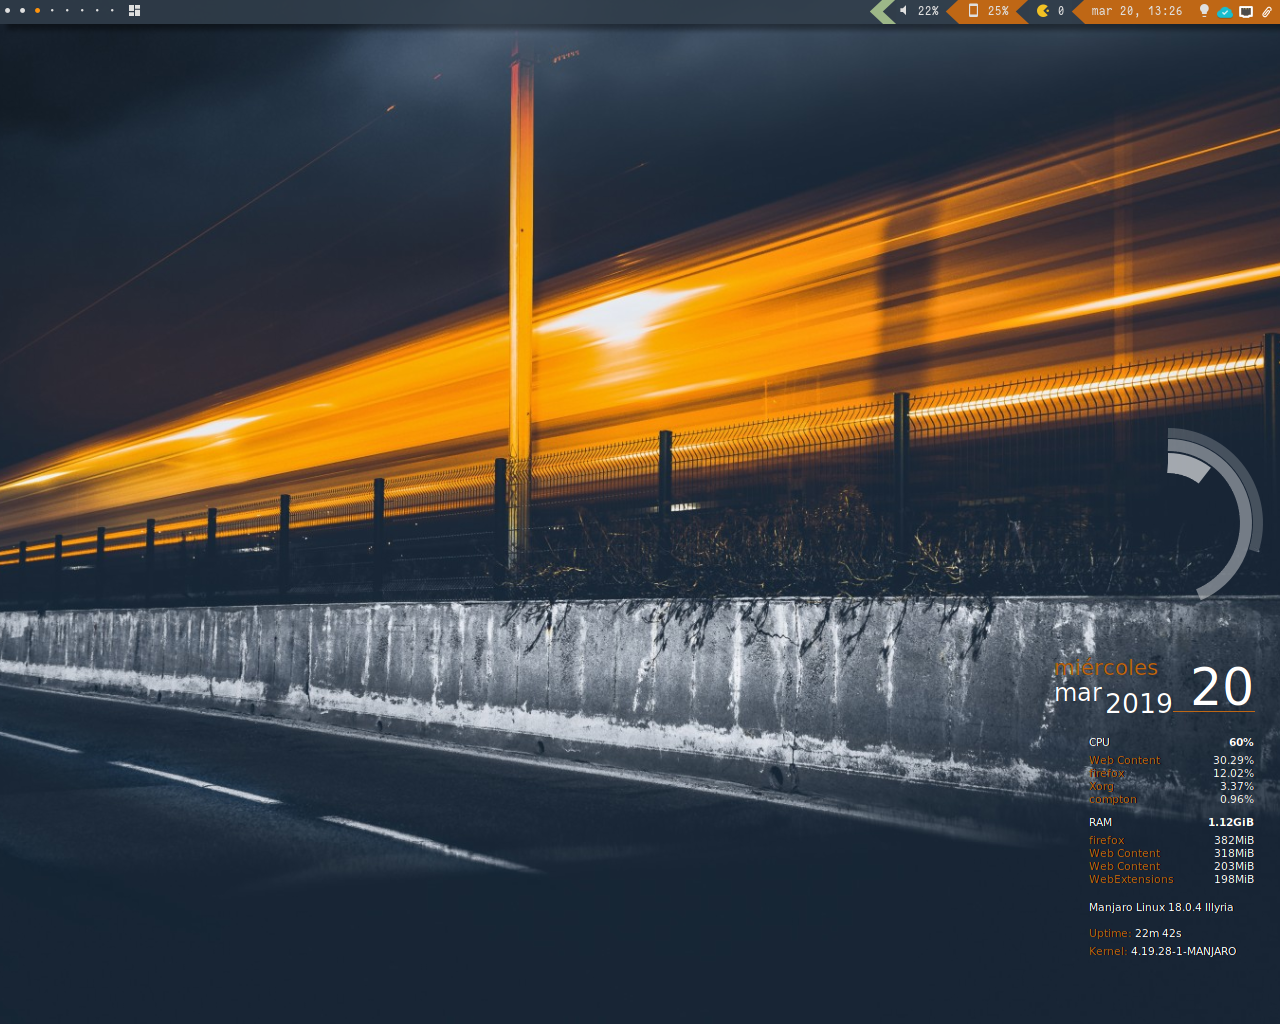 22%
25%
0
mar 20, 13:26
miércoles
mar 2019 20
CPU 60%
Web Content 30.29%
firefox 12.02%
Xorg 3.37%
compton 0.96%
RAM 1.12GiB
firefox 382MiB
Web Content 318MiB
Web Content 203MiB
WebExtensions 198MiB
Manjaro Linux 18.0.4 Illyria
Uptime: 22m 42s
Kernel: 4.19.28-1-MANJARO